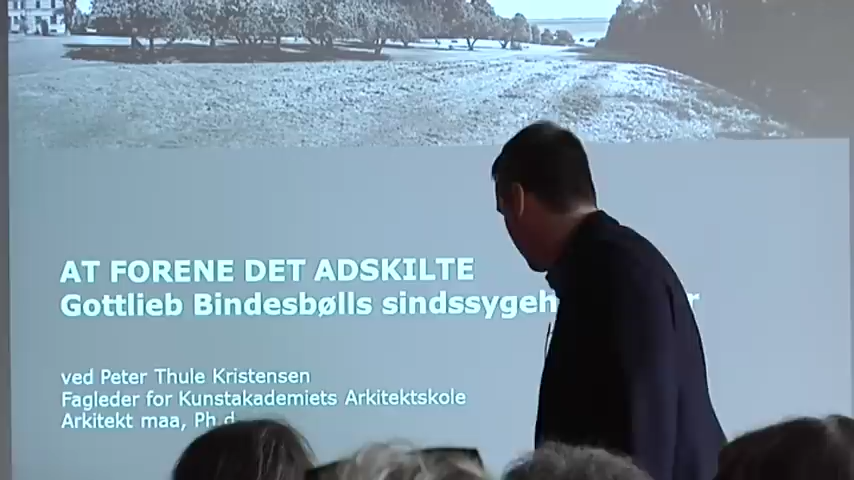 AT FORENE DET ADSKILTE
Gottlieb Bindesbølls
ved Peter Thule Kristensen
Fagleder for Kunstakademiets Arkitektskole
Arkitekt maa, Ph.d.